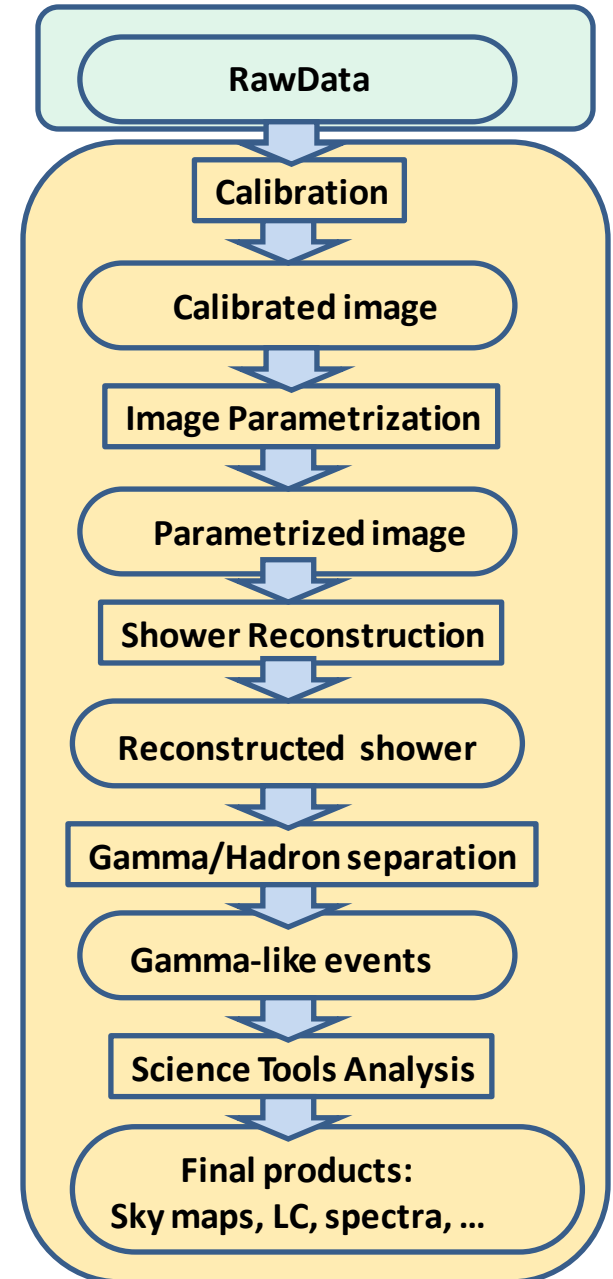 RawData
Calibration
Calibrated image
Image Parametrization
Parametrized image
Shower Reconstruction
Reconstructed shower
Gamma/Hadron separation
Gamma-like events
Science Tools Analysis
Final products:
Sky maps, LC, spectra, ...